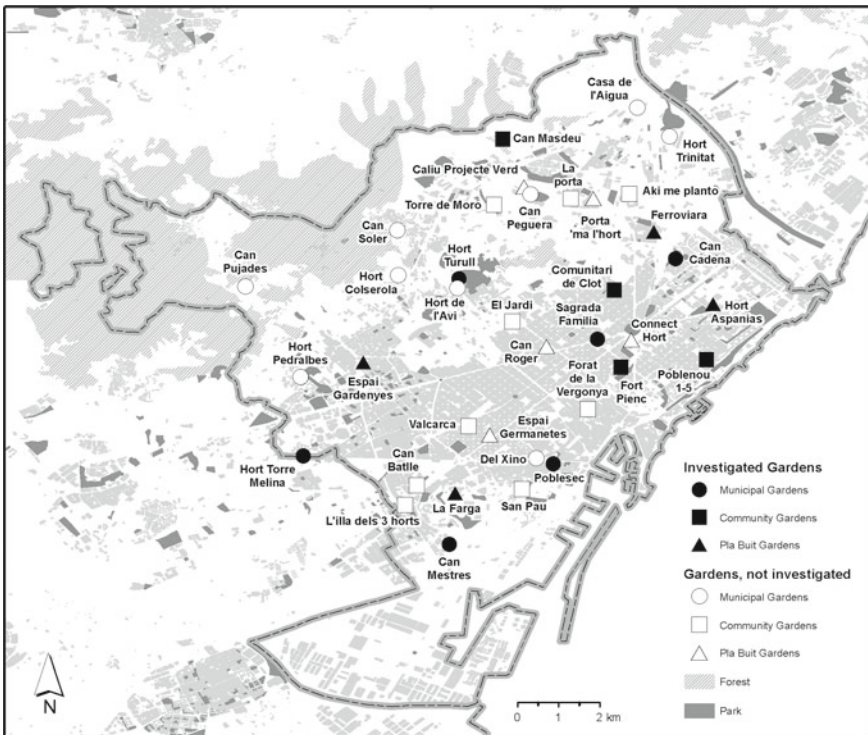 Casa de
l'Aigua
Can Masdeu
Hort
Trinitat
Caliu Projecte Verd
La
porta
Aki me plantó
Torre de Moro
Can
Peguera
Porta
'ma l'hort
Ferroviara
Can
Soler
Can
Pujades
Hort
Turull
Can
Cadena
Hort
Colserola
Comunitari
de Clot
Hort de
l'Avi
El Jardi
Sagrada
Familia
Hort
Aspanias
Connect
Hort
Hort
Pedralbes
Can
Roger
Forat
de la
Vergonya
Fort
Pienc
Poblenou
1-5
Espai
Gardenyes
Valcarca
Espai
Germanetes
Can
Batlle
Del Xino
Poblesec
Hort Torre
Melina
La Farga
San Pau
L'illa dels 3 horts
Can
Mestres
Investigated Gardens
Municipal Gardens
Community Gardens
Pla Buit Gardens
Gardens, not investigated
Municipal Gardens
Community Gardens
Pla Buit Gardens
Forest
Park
N
0 1 2 km